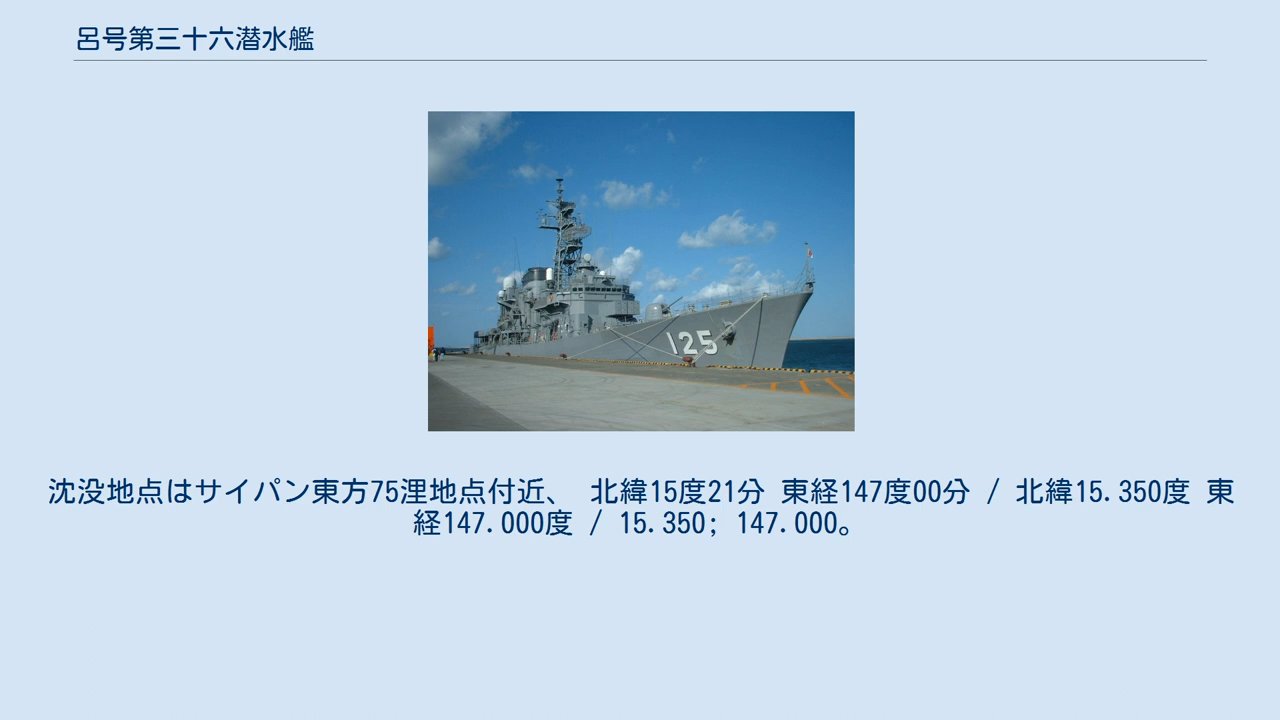 呂号第三十六潜水艦
125
沈没地点はサイパン東方75浬地点付近、 北緯15度21分 東経147度00分 / 北緯15.350度 東
経147.000度 / 15.350; 147.000。